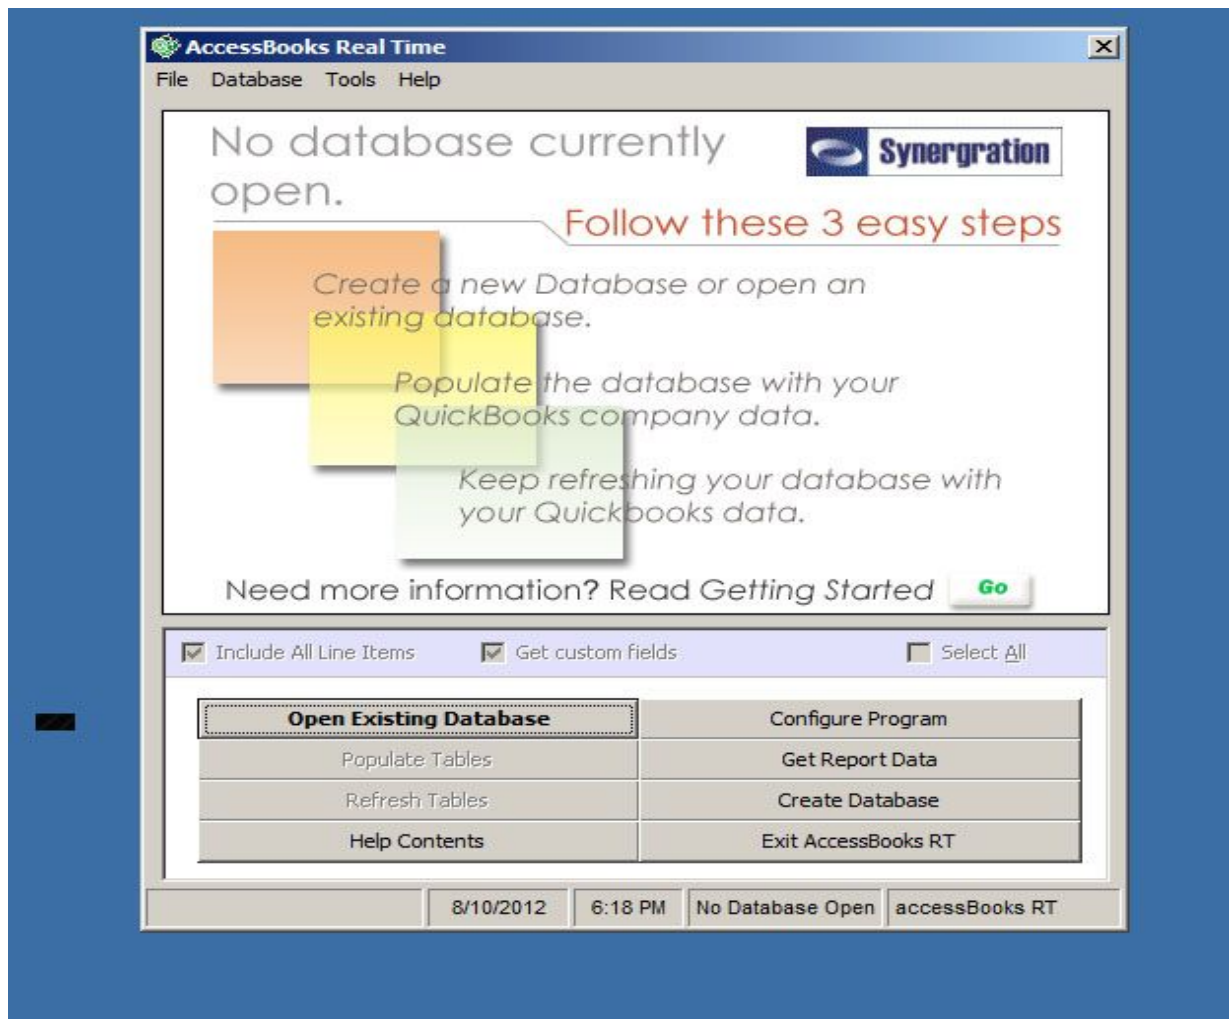 AccessBooks Real Time
File Database Tools Help
No database currently
open.
Synergration
Follow these 3 easy steps
Create a new Database or open an
existing database.
Populate the database with your
QuickBooks company data.
Keep refreshing your database with
your Quickbooks data.
Need more information? Read Getting Started Go
Include All Line Items Get custom fields Select All
Open Existing Database Configure Program
Populate Tables Get Report Data
Refresh Tables Create Database
Help Contents Exit AccessBooks RT
8/10/2012 6:18 PM No Database Open accessBooks RT